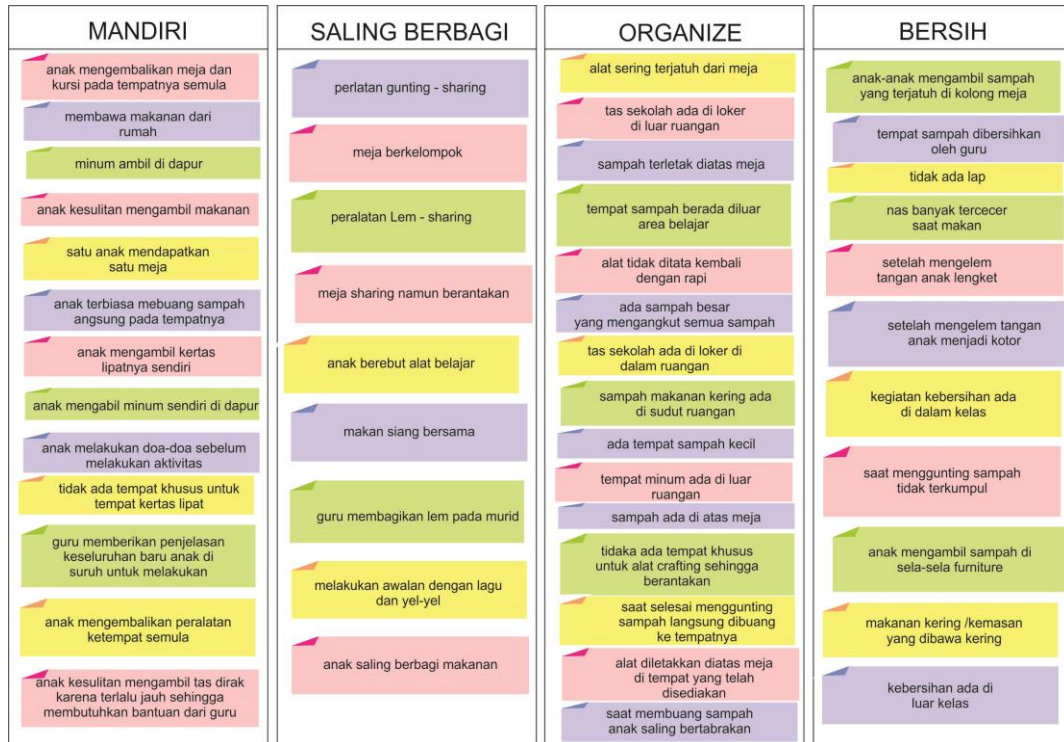 MANDIRI
anak mengembalikan meja dan
kursi pada tempatnya semula
membawa makanan dari
rumah
minum ambil di dapur
anak kesulitan mengambil makanan
satu anak mendapatkan
satu meja
anak terbiasa mebuang sampah
angsung pada tempatnya
anak mengambil kertas
lipatnya sendiri
anak mengabil minum sendiri di dapur
anak melakukan doa-doa sebelum
melakukan aktivitas
tidak ada tempat khusus untuk
tempat kertas lipat
guru memberikan penjelasan
keseluruhan baru anak di
suruh untuk melakukan
anak mengembalikan peralatan
ketempat semula
anak kesulitan mengambil tas dirak
karena terlalu jauh sehingga
membutuhkan bantuan dari guru
SALING BERBAGI
perlatan gunting - sharing
meja berkelompok
peralatan Lem - sharing
meja sharing namun berantakan
anak berebut alat belajar
makan siang bersama
guru membagikan lem pada murid
melakukan awalan dengan lagu
dan yel-yel
anak saling berbagi makanan
ORGANIZE
alat sering terjatuh dari meja
tas sekolah ada di loker
di luar ruangan
sampah terletak diatas meja
tempat sampah berada diluar
area belajar
alat tidak ditata kembali
dengan rapi
ada sampah besar
yang mengangkut semua sampah
tas sekolah ada di loker di
dalam ruangan
sampah makanan kering ada
di sudut ruangan
ada tempat sampah kecil
tempat minum ada di luar
ruangan
sampah ada di atas meja
tidaka ada tempat khusus
untuk alat crafting sehingga
berantakan
saat selesai menggunting
sampah langsung dibuang
ke tempatnya
alat diletakkan diatas meja
di tempat yang telah
disediakan
saat membuang sampah
anak saling bertabrakan
BERSIH
anak-anak mengambil sampah
yang terjatuh di kolong meja
tempat sampah dibersihkan
oleh guru
tidak ada lap
nas banyak tercecer
saat makan
setelah mengelem
tangan anak lengket
setelah mengelem tangan
anak menjadi kotor
kegiatan kebersihan ada
di dalam kelas
saat menggunting sampah
tidak terkumpul
anak mengambil sampah di
sela-sela furniture
makanan kering /kemasan
yang dibawa kering
kebersihan ada di
luar kelas